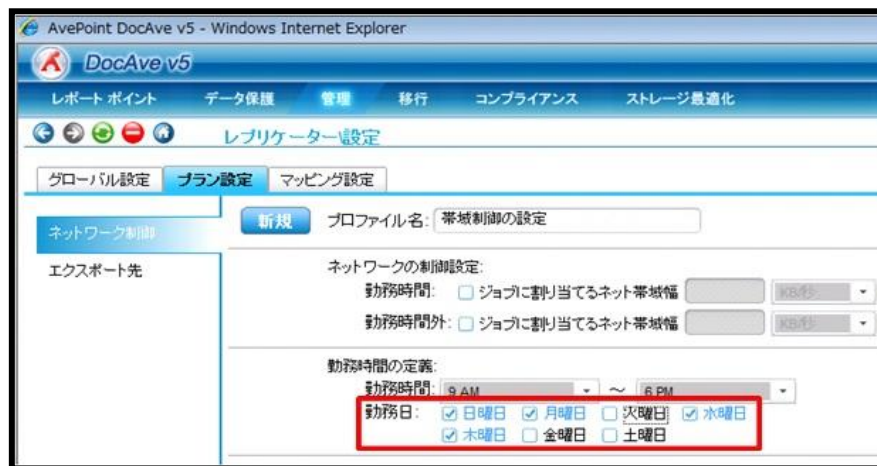 AvePoint DocAve v5 - Windows Internet Explorer
DocAve v5
レポート ポイント データ保護 管理 移行 コンプライアンス ストレージ最適化
レプリケーター\設定
グローバル設定 プラン設定 マッピング設定
ネットワーク制御
エクスポート先
新規 プロファイル名: 帯域制御の設定
ネットワークの制御設定:
勤務時間: ジョブに割り当てるネット帯域幅 KB/秒
勤務時間外: ジョブに割り当てるネット帯域幅 KB/秒
勤務時間の定義:
勤務時間: 9 AM ~ 6 PM
勤務日: 日曜日 月曜日 火曜日 水曜日
木曜日 金曜日 土曜日